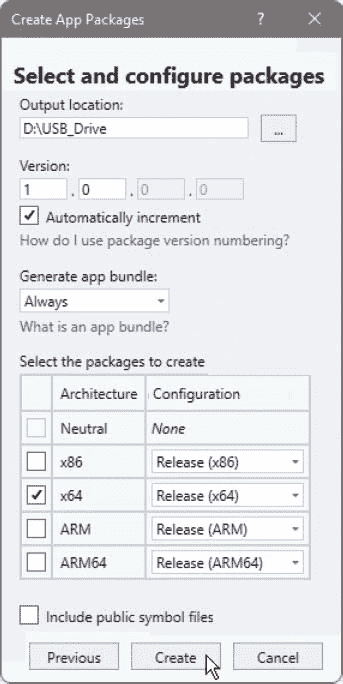 Create App Packages ?
Select and configure packages
Output location:
D:\USB_Drive ...
Version:
1 . 0 . 0 . 0
Automatically increment
How do I use package version numbering?
Generate app bundle:
Always
What is an app bundle?
Select the packages to create
Architecture Configuration
Neutral None
x86 Release (x86)
x64 Release (x64)
ARM Release (ARM)
ARM64 Release (ARM64)
Include public symbol files
Previous Create Cancel